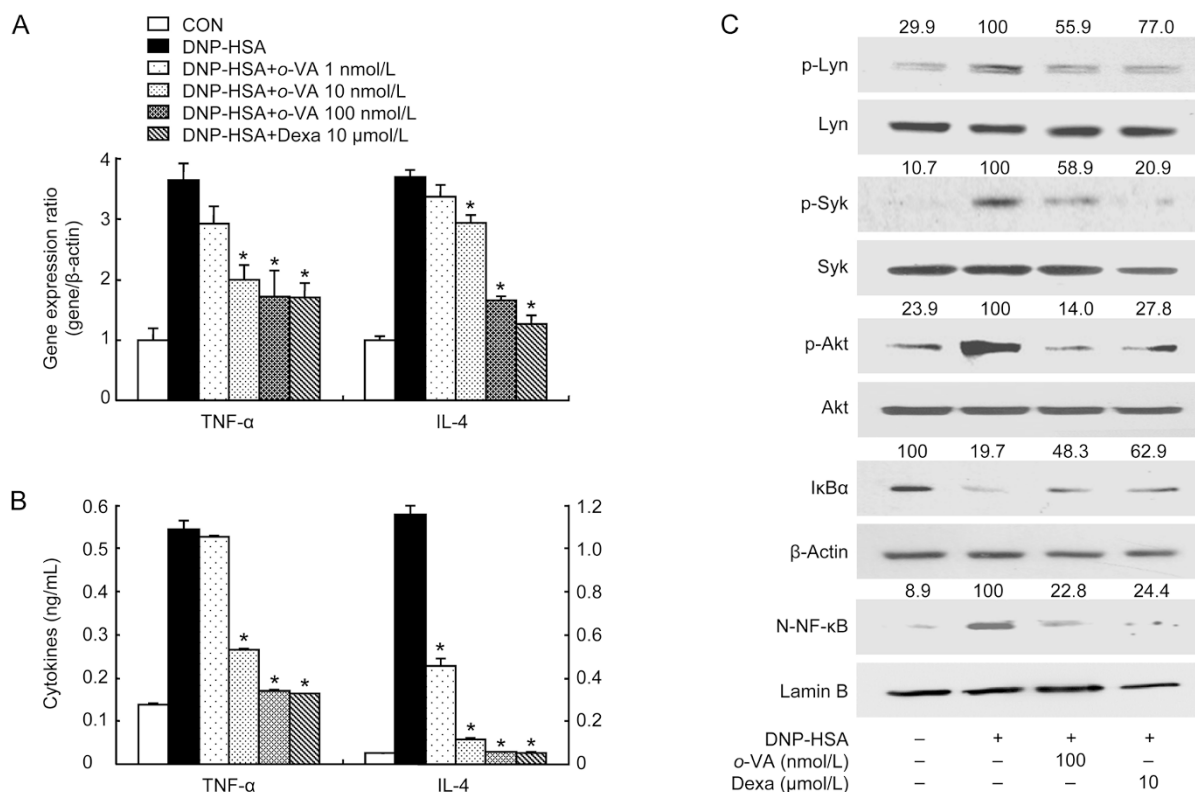 A
CON
DNP-HSA
DNP-HSA+o-VA 1 nmol/L
DNP-HSA+o-VA 10 nmol/L
DNP-HSA+o-VA 100 nmol/L
DNP-HSA+Dexa 10 μmol/L
Gene expression ratio
(gene/β-actin)
4
3
2
1
0
* * *
* * *
TNF-α IL-4
B
Cytokines (ng/mL)
0.6
0.5
0.4
0.3
0.2
0.1
0
* * *
* * * *
1.2
1.0
0.8
0.6
0.4
0.2
0
TNF-α IL-4
C
29.9 100 55.9 77.0
p-Lyn
Lyn
10.7 100 58.9 20.9
p-Syk
Syk
23.9 100 14.0 27.8
p-Akt
Akt
100 19.7 48.3 62.9
IκBα
β-Actin
8.9 100 22.8 24.4
N-NF-κB
Lamin B
DNP-HSA – + + +
o-VA (nmol/L) – – 100 –
Dexa (μmol/L) – – – 10